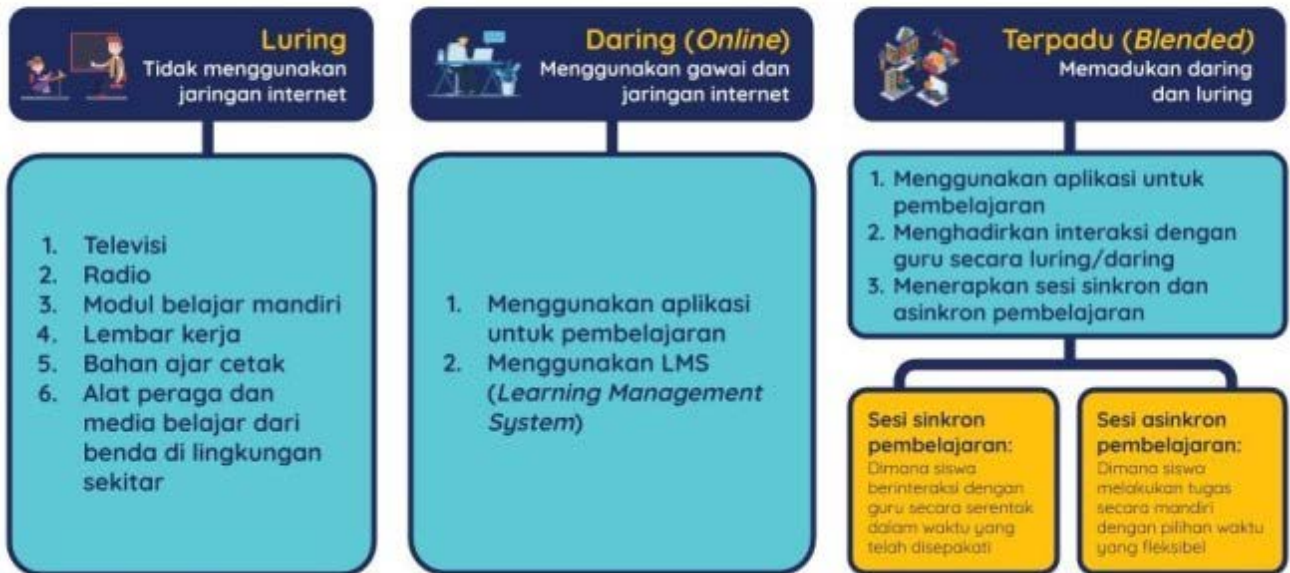 Luring
Tidak menggunakan
jaringan internet
1. Televisi
2. Radio
3. Modul belajar mandiri
4. Lembar kerja
5. Bahan ajar cetak
6. Alat peraga dan
media belajar dari
benda di lingkungan
sekitar
Daring (Online)
Menggunakan gawai dan
jaringan internet
1. Menggunakan aplikasi
untuk pembelajaran
2. Menggunakan LMS
(Learning Management
System)
Terpadu (Blended)
Memadukan daring
dan luring
1. Menggunakan aplikasi untuk
pembelajaran
2. Menghadirkan interaksi dengan
guru secara luring/daring
3. Menerapkan sesi sinkron dan
asinkron pembelajaran
Sesi sinkron
pembelajaran:
Dimana siswa
berinteraksi dengan
guru secara serentak
dalam waktu yang
telah disepakati
Sesi asinkron
pembelajaran:
Dimana siswa
melakukan tugas
secara mandiri
dengan pilihan waktu
yang fleksibel